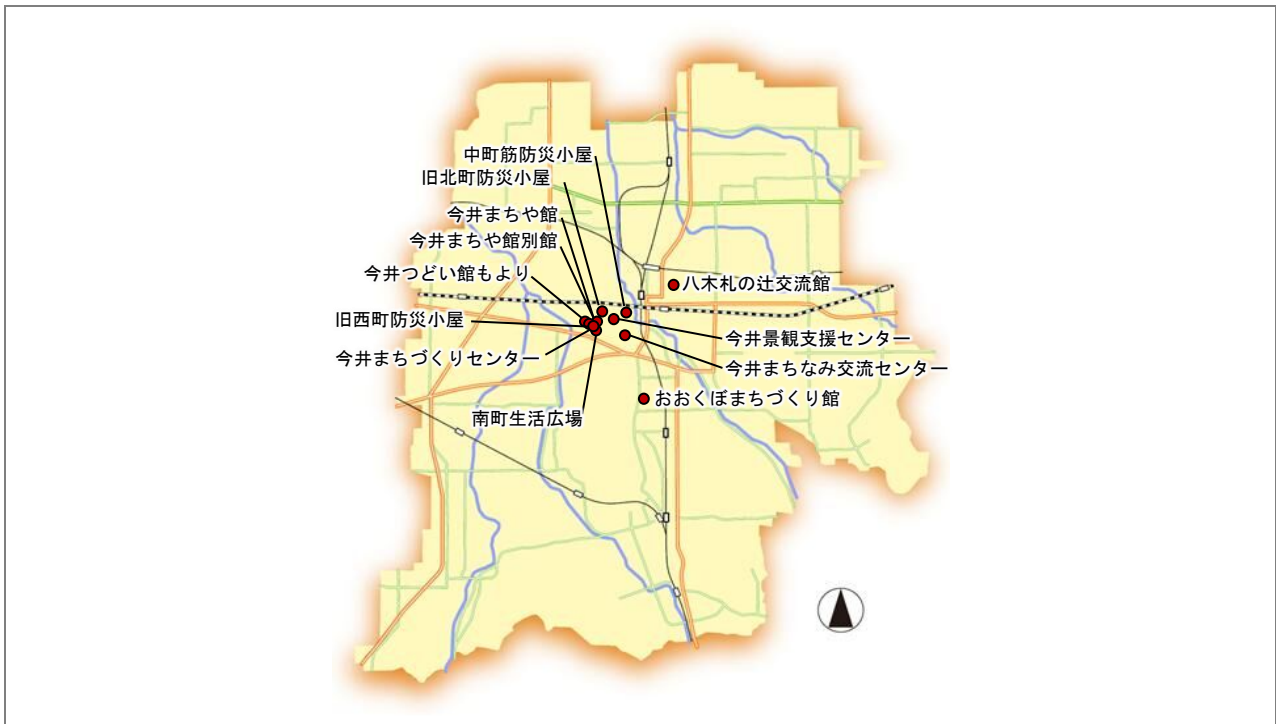 中町筋防災小屋
旧北町防災小屋
今井まちや館
今井まちや館別館
今井つどい館もより
八木札の辻交流館
旧西町防災小屋
今井景観支援センター
今井まちづくりセンター
今井まちなみ交流センター
おおくぼまちづくり館
南町生活広場